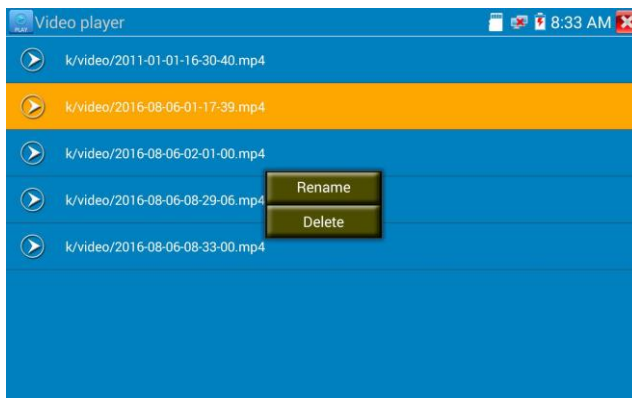 PLAY
Video player
8:33 AM
k/video/2011-01-01-16-30-40.mp4
k/video/2016-08-06-01-17-39.mp4
k/video/2016-08-06-02-01-00.mp4
k/video/2016-08-06-08-29-06.mp4
Rename
Delete
k/video/2016-08-06-08-33-00.mp4